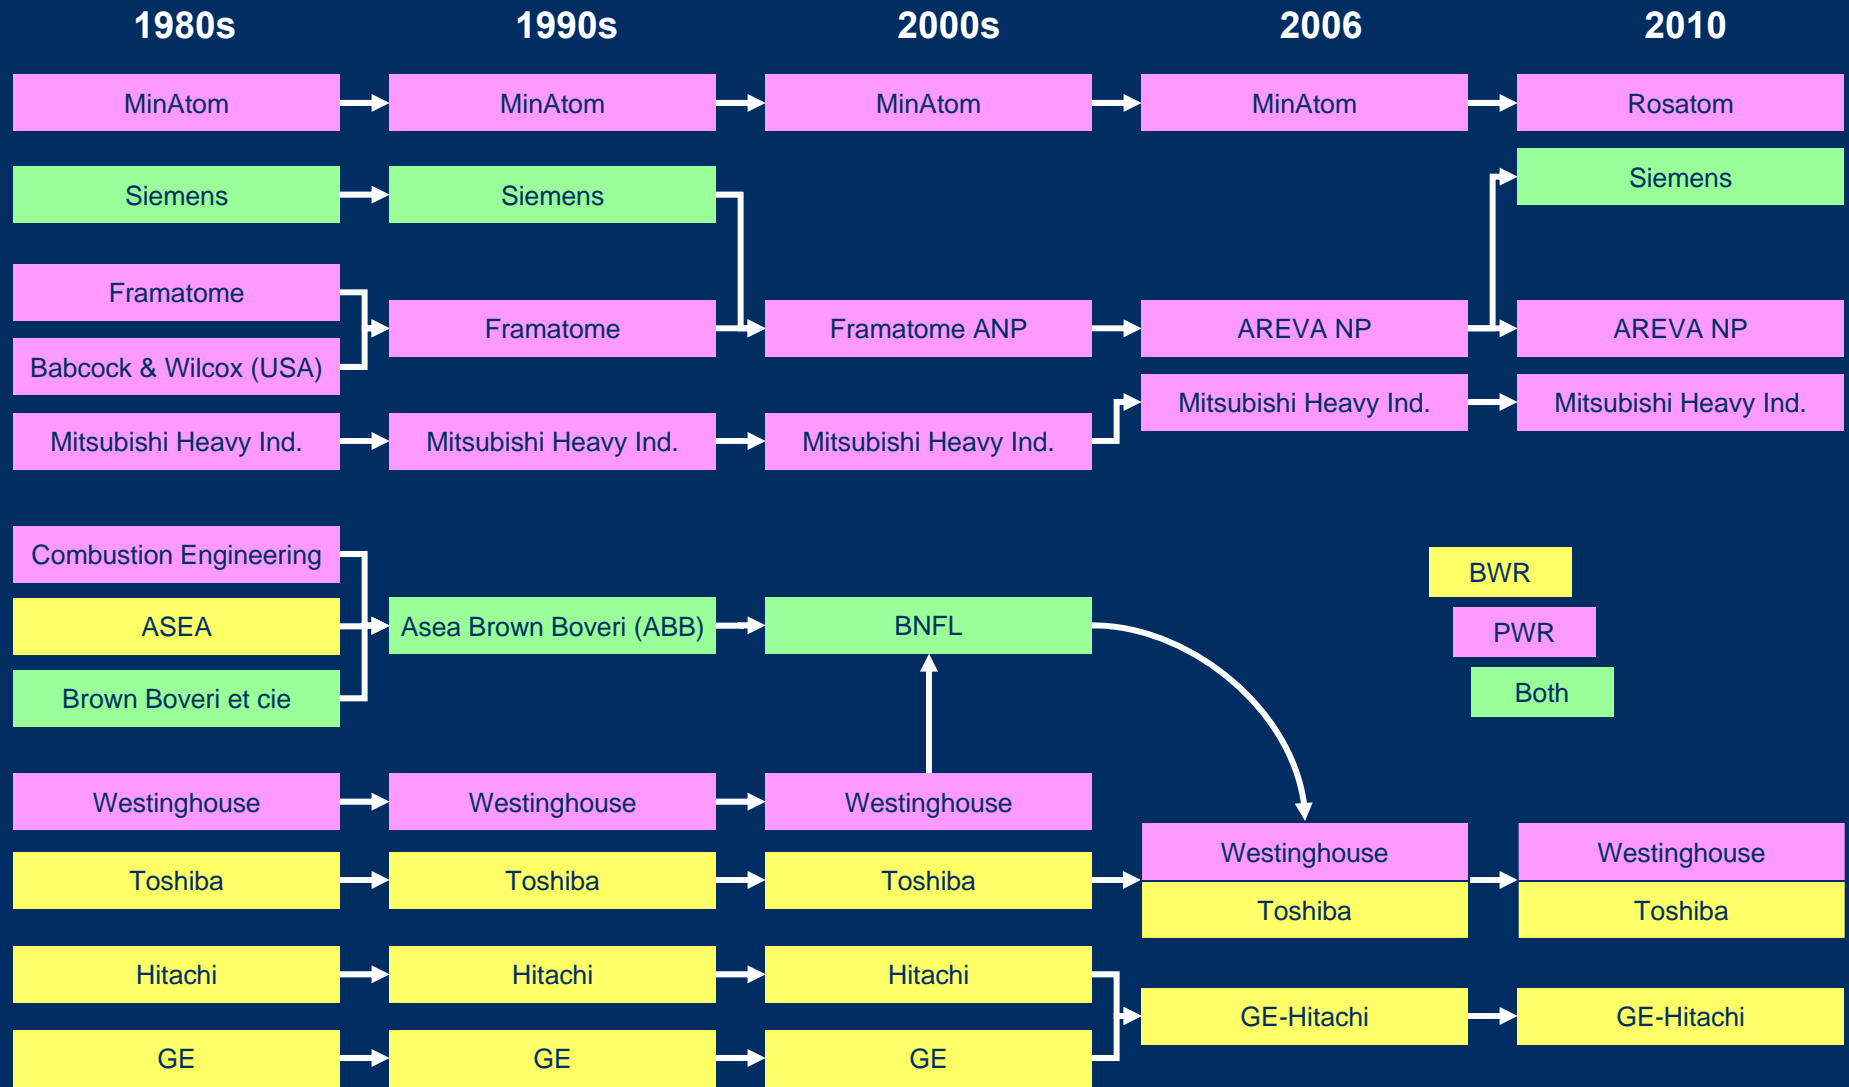 1980s 1990s 2000s 2006 2010
MinAtom MinAtom MinAtom MinAtom Rosatom
Siemens Siemens Siemens
Framatome
Framatome Framatome ANP AREVA NP AREVA NP
Babcock & Wilcox (USA)
Mitsubishi Heavy Ind. Mitsubishi Heavy Ind.
Mitsubishi Heavy Ind. Mitsubishi Heavy Ind. Mitsubishi Heavy Ind.
Combustion Engineering
BWR
ASEA Asea Brown Boveri (ABB) BNFL
PWR
Brown Boveri et cie
Both
Westinghouse Westinghouse Westinghouse
Westinghouse Westinghouse
Toshiba Toshiba Toshiba
Toshiba Toshiba
Hitachi Hitachi Hitachi
GE-Hitachi GE-Hitachi
GE GE GE